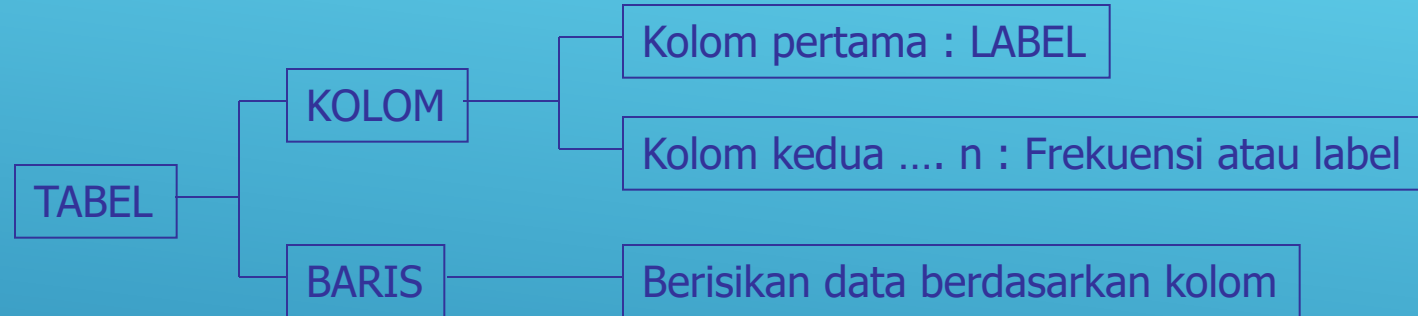 TABEL
KOLOM
Kolom pertama : LABEL
Kolom kedua …. n : Frekuensi atau label
BARIS
Berisikan data berdasarkan kolom